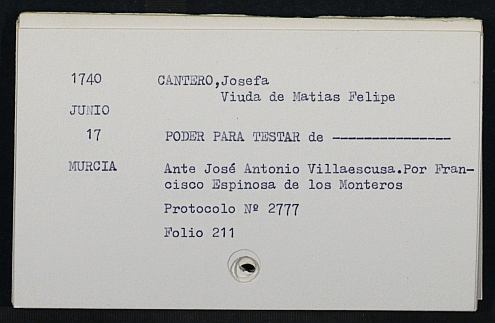 1740 CANTERO,Josefa
Viuda de Matias Felipe
JUNIO
17 PODER PARA TESTAR de ---------------
MURCIA Ante José Antonio Villaescusa.Por Fran-
cisco Espinosa de los Monteros
Protocolo Nº 2777
Folio 211